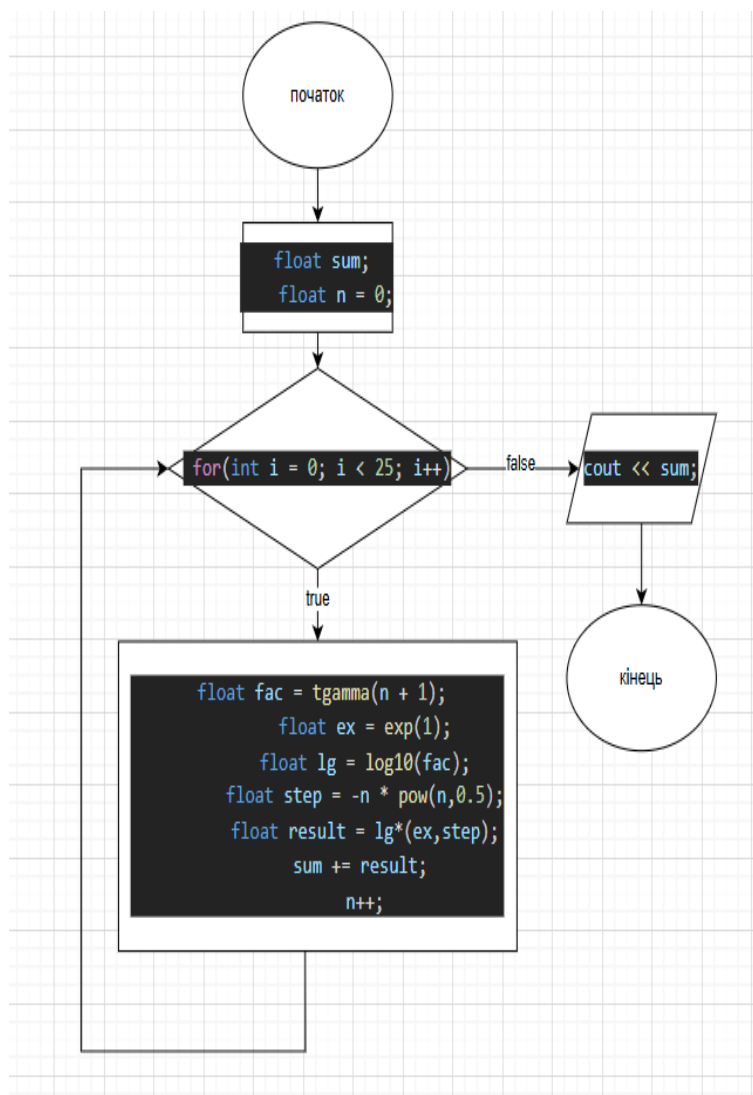 початок
float sum;
float n = 0;
for(int i = 0; i < 25; i++)
false
cout << sum;
true
float fac = tgamma(n + 1);
float ex = exp(1);
float lg = log10(fac);
float step = -n * pow(n,0.5);
float result = lg*(ex,step);
sum += result;
n++;
кінець